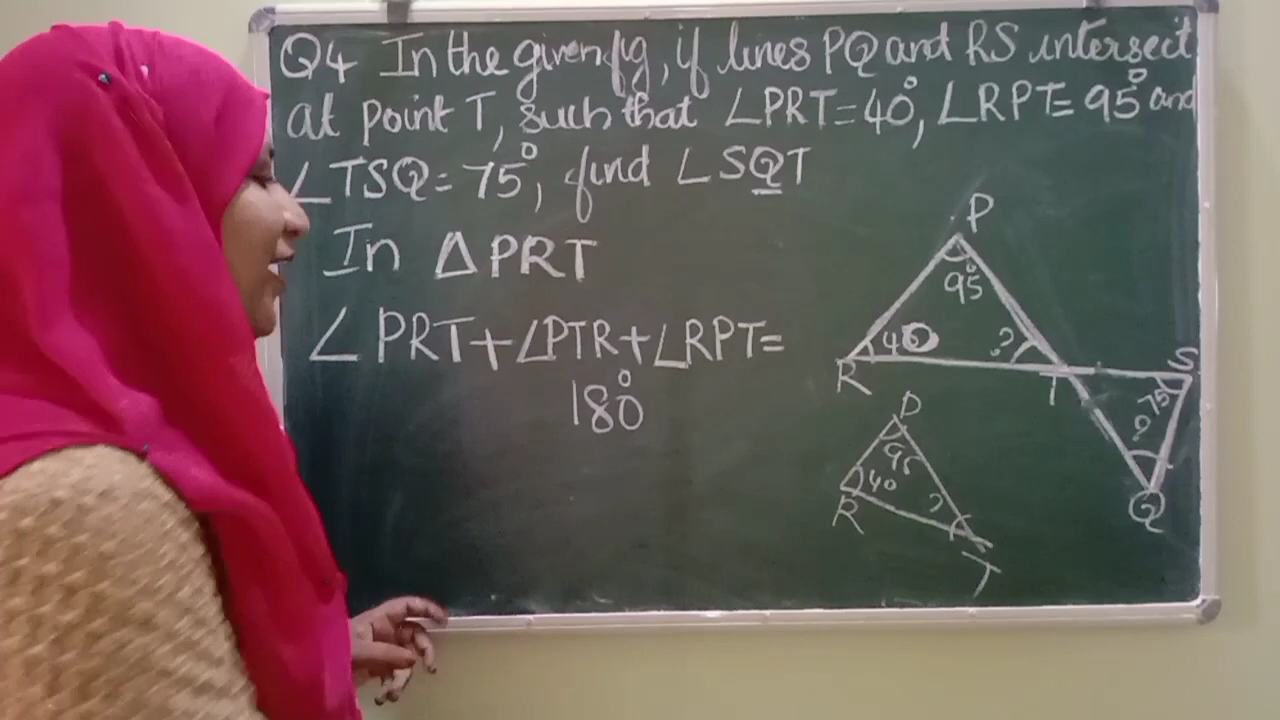 Q4 In the given fig, if lines PQ and RS intersect
at point T, such that ∠PRT=40°, ∠RPT=95° and
∠TSQ=75°, find ∠SQT
In ΔPRT
∠PRT+∠PTR+∠RPT=
180°
P
95°
40
?
R
T
S
75
?
Q
P
95
40
?
R
T